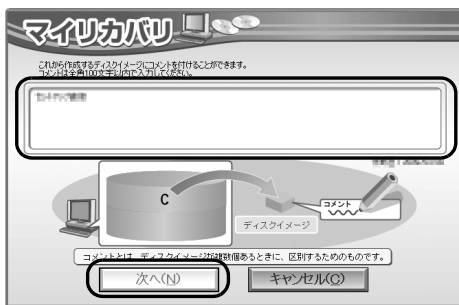 マイリカバリ
これから作成するディスクイメージにコメントを付けることができます。
コメントは全角100文字以内で入力してください。
C
コメント
ディスクイメージ
コメントとは、ディスクイメージが複数個あるときに、区別するためのものです。
次へ(N)
キャンセル(C)